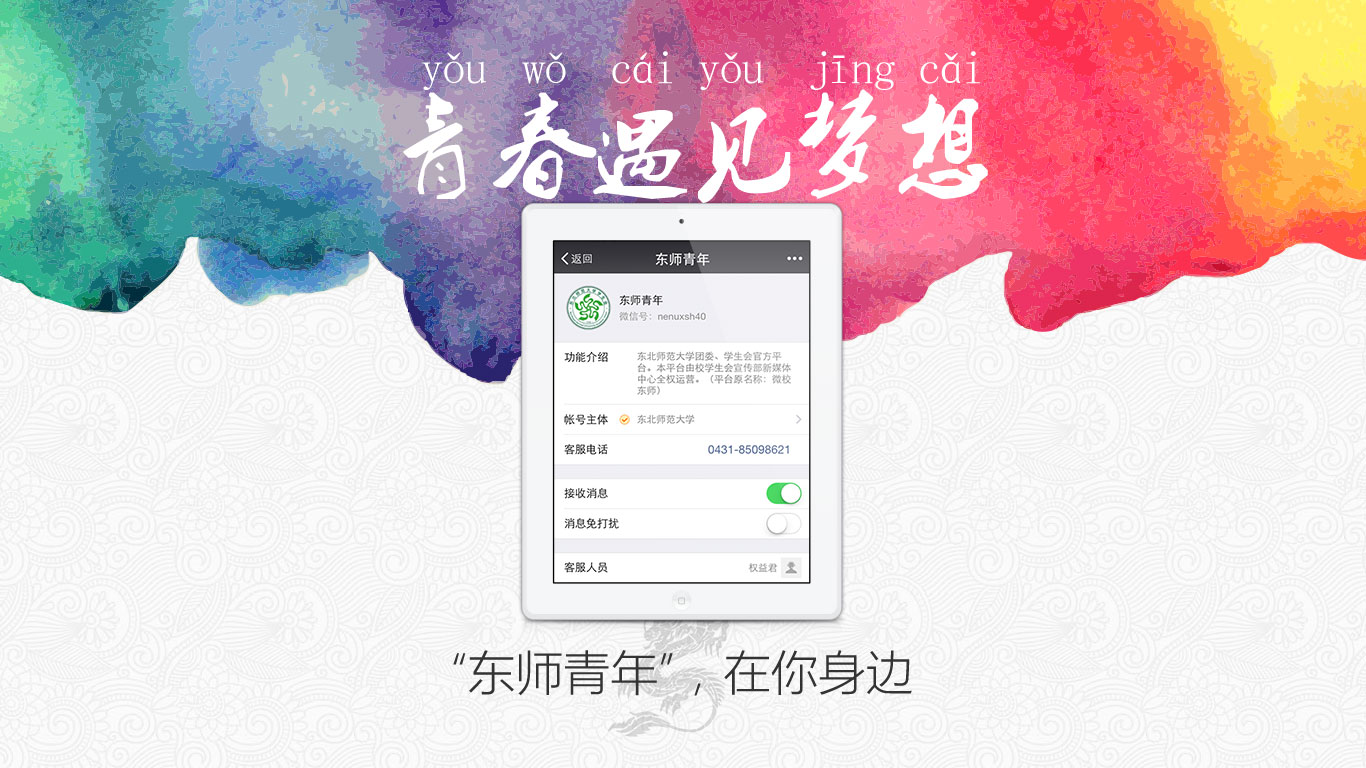 yǒu wǒ cái yǒu jīng cǎi
青春遇见梦想
返回 东师青年
东师青年
微信号：nenuxsh40
功能介绍 东北师范大学团委、学生会官方平
台。本平台由校学生会宣传部新媒体
中心全权运营。（平台原名称：微校
东师）
帐号主体 东北师范大学
客服电话 0431-85098621
接收消息
消息免打扰
客服人员 权益君
“东师青年”，在你身边